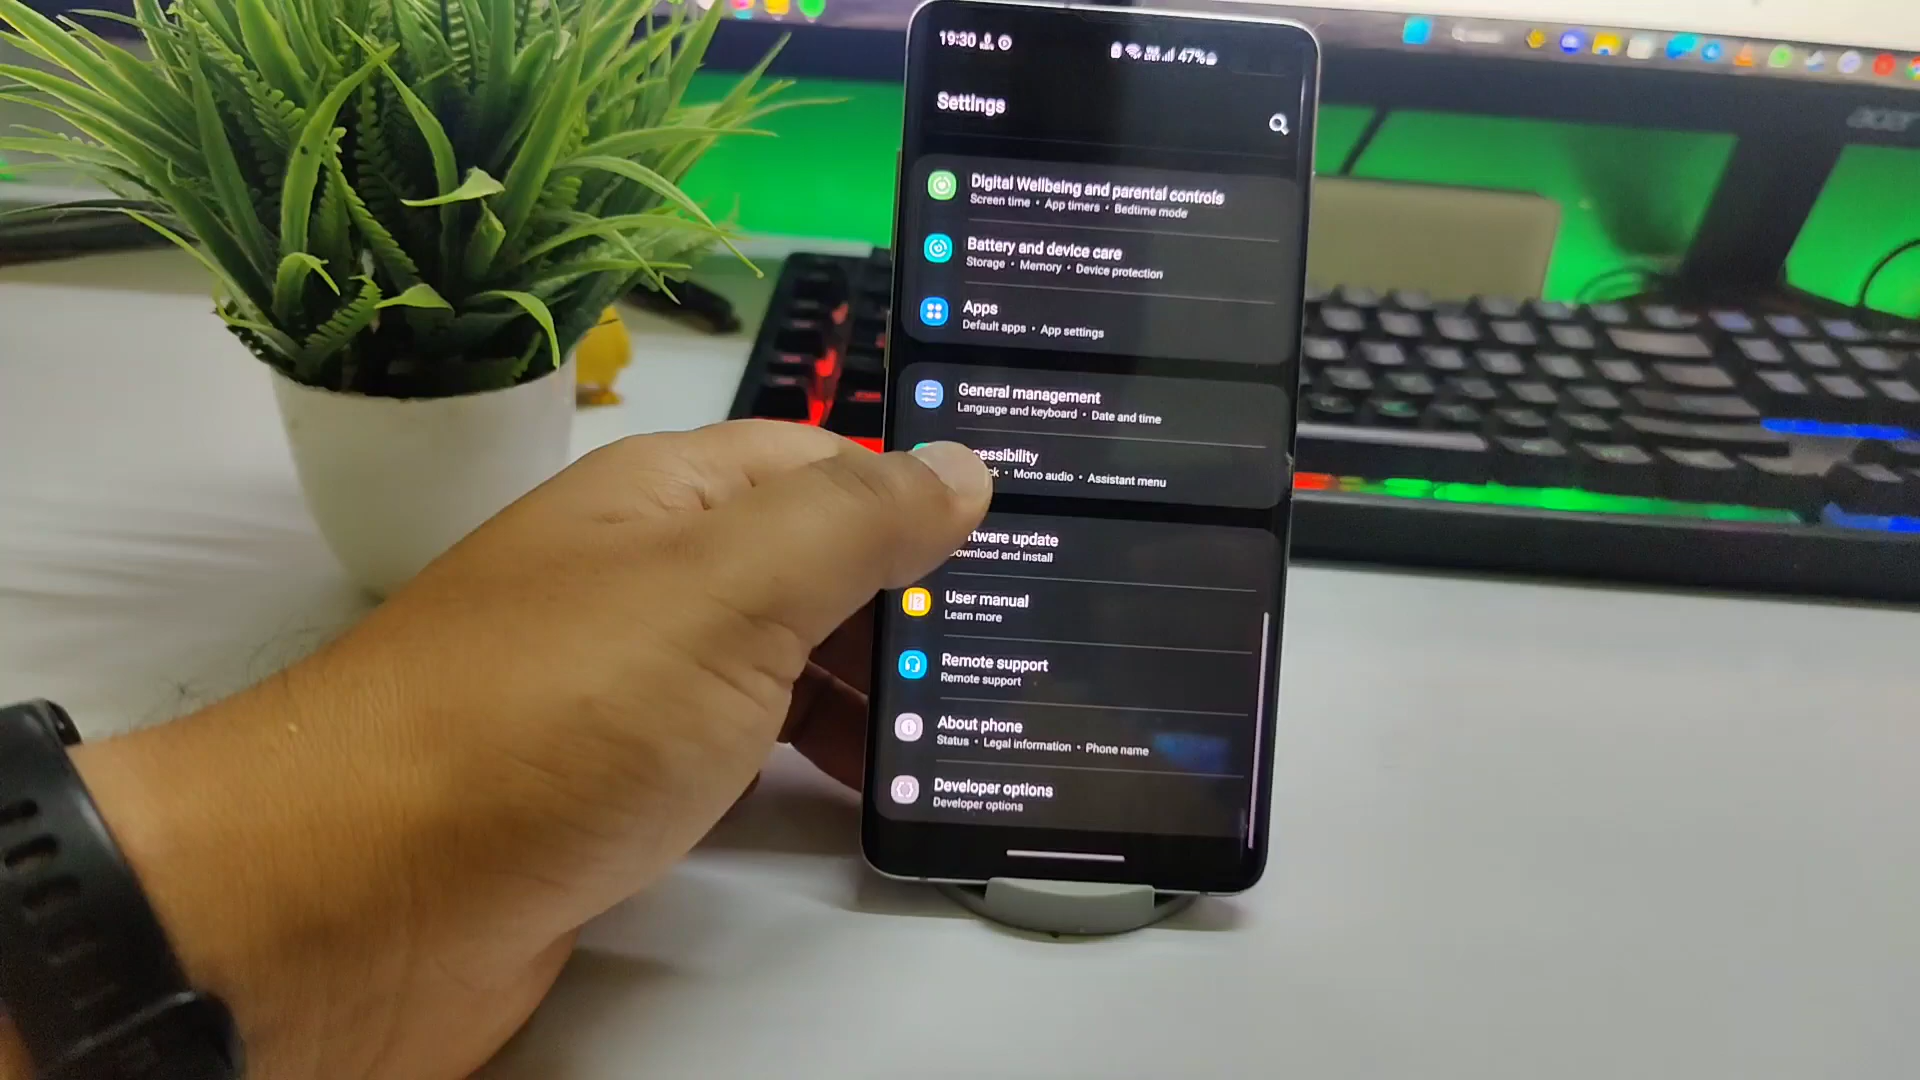 19:30
47%
Settings
Digital Wellbeing and parental controls
Screen time • App timers • Bedtime mode
Battery and device care
Storage • Memory • Device protection
Apps
Default apps • App settings
General management
Language and keyboard • Date and time
cessibility
ck • Mono audio • Assistant menu
tware update
ownload and install
User manual
Learn more
Remote support
Remote support
About phone
Status • Legal information • Phone name
Developer options
Developer options
acer